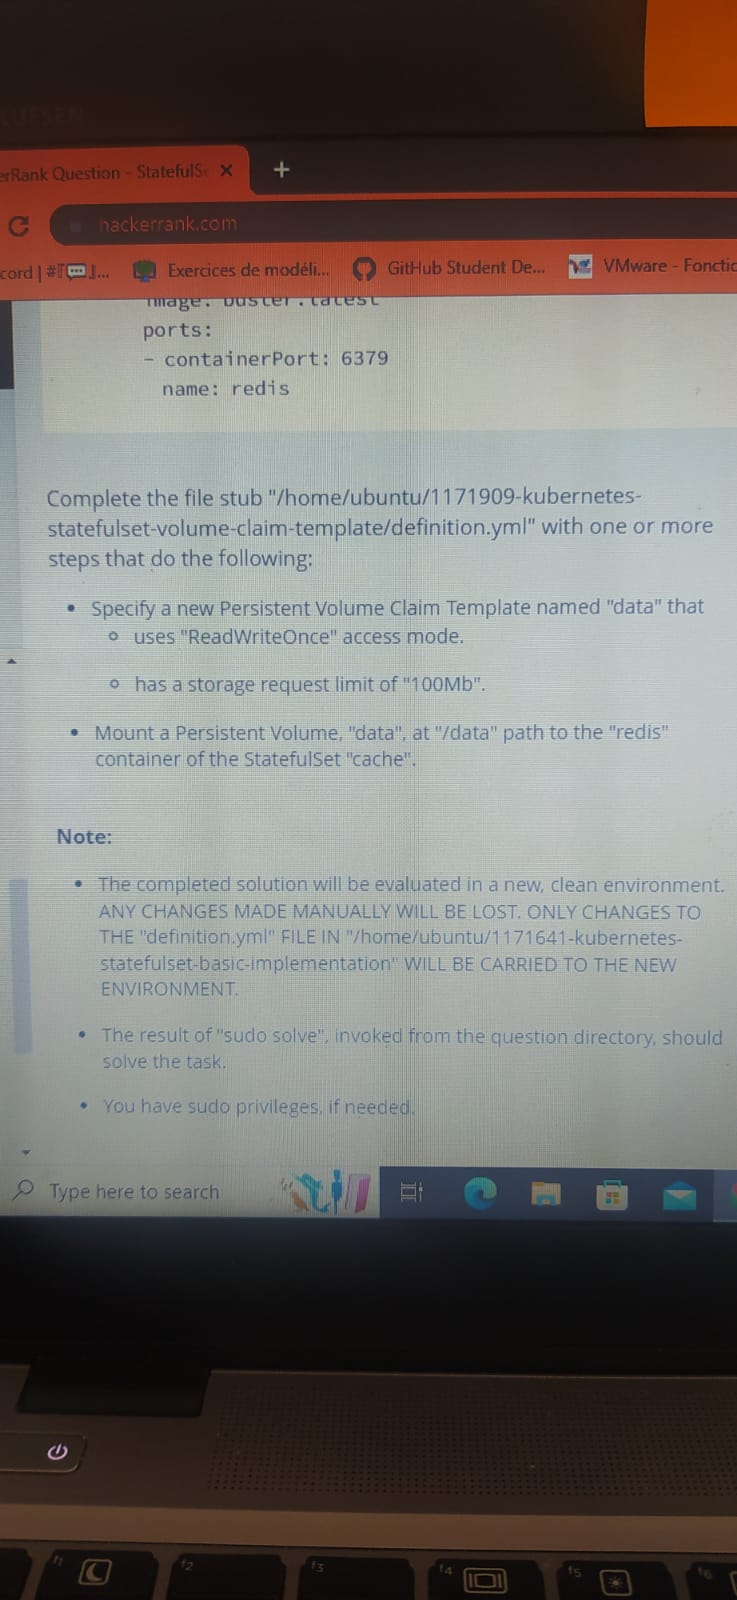 erRank Question - StatefulSe
hackerrank.com
cord | #
Exercices de modéli...
GitHub Student De...
VMware - Fonctic
image: buster:latest
ports:
- containerPort: 6379
name: redis
Complete the file stub "/home/ubuntu/1171909-kubernetes-
statefulset-volume-claim-template/definition.yml" with one or more
steps that do the following:
• Specify a new Persistent Volume Claim Template named "data" that
o uses "ReadWriteOnce" access mode.
o has a storage request limit of "100Mb".
• Mount a Persistent Volume, "data", at "/data" path to the "redis"
container of the StatefulSet "cache".
Note:
• The completed solution will be evaluated in a new, clean environment.
ANY CHANGES MADE MANUALLY WILL BE LOST. ONLY CHANGES TO
THE "definition.yml" FILE IN "/home/ubuntu/1171641-kubernetes-
statefulset-basic-implementation" WILL BE CARRIED TO THE NEW
ENVIRONMENT.
• The result of "sudo solve", invoked from the question directory, should
solve the task.
• You have sudo privileges, if needed.
Type here to search
f1
f2
f3
f4
f5
f6